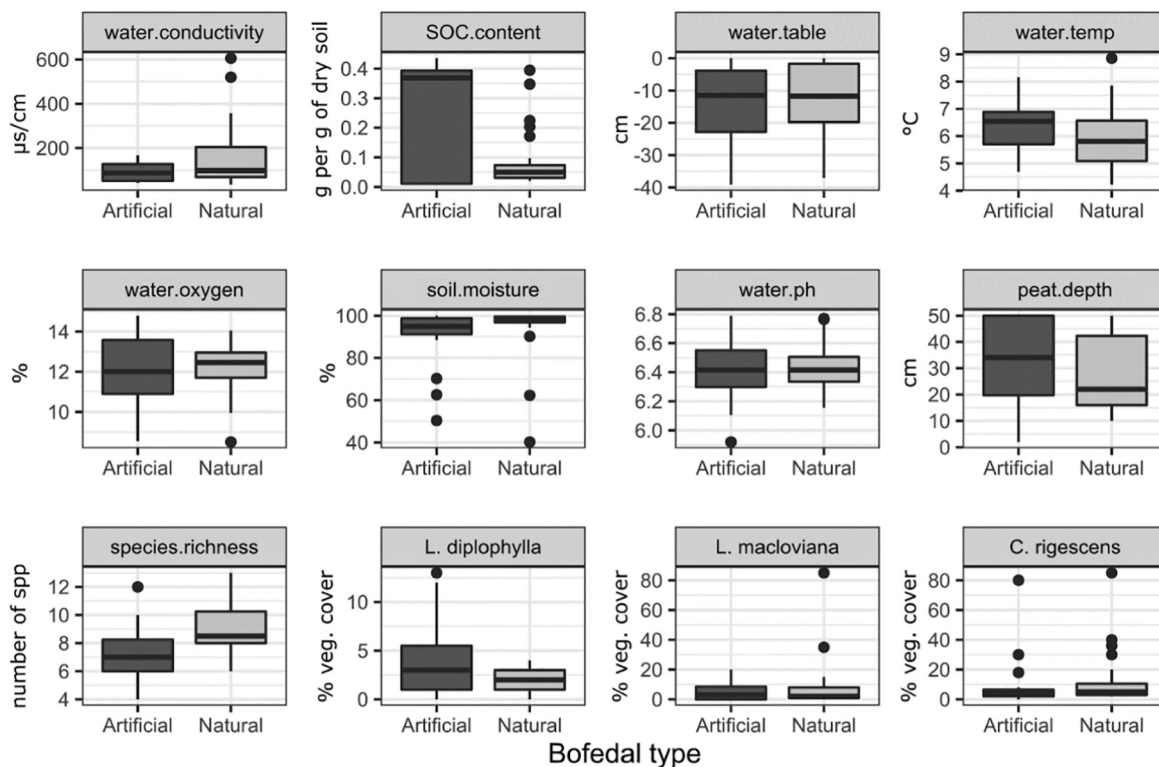 water.conductivity SOC.content water.table water.temp
μs/cm 600 400 200
g per g of dry soil 0.4 0.3 0.2 0.1 0.0
cm 0 -10 -20 -30 -40
°C 9 8 7 6 5 4
Artificial Natural Artificial Natural Artificial Natural Artificial Natural
water.oxygen soil.moisture water.ph peat.depth
% 14 12 10
% 100 80 60 40
6.8 6.6 6.4 6.2 6.0
cm 50 40 30 20 10 0
Artificial Natural Artificial Natural Artificial Natural Artificial Natural
species.richness L. diplophylla L. macloviana C. rigescens
number of spp 12 10 8 6 4
% veg. cover 10 5 0
% veg. cover 80 60 40 20 0
% veg. cover 80 60 40 20 0
Artificial Natural Artificial Natural Artificial Natural Artificial Natural
Bofedal type